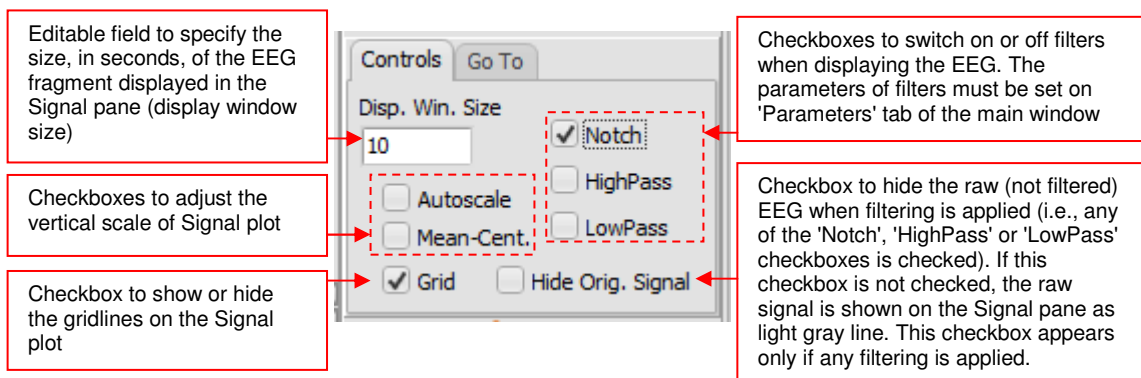 Editable field to specify the
size, in seconds, of the EEG
fragment displayed in the
Signal pane (display window
size)
Checkboxes to adjust the
vertical scale of Signal plot
Checkbox to show or hide
the gridlines on the Signal
plot
Controls
Go To
Disp. Win. Size
10
Notch
HighPass
LowPass
Autoscale
Mean-Cent.
Grid
Hide Orig. Signal
Checkboxes to switch on or off filters
when displaying the EEG. The
parameters of filters must be set on
'Parameters' tab of the main window
Checkbox to hide the raw (not filtered)
EEG when filtering is applied (i.e., any
of the 'Notch', 'HighPass' or 'LowPass'
checkboxes is checked). If this
checkbox is not checked, the raw
signal is shown on the Signal pane as
light gray line. This checkbox appears
only if any filtering is applied.